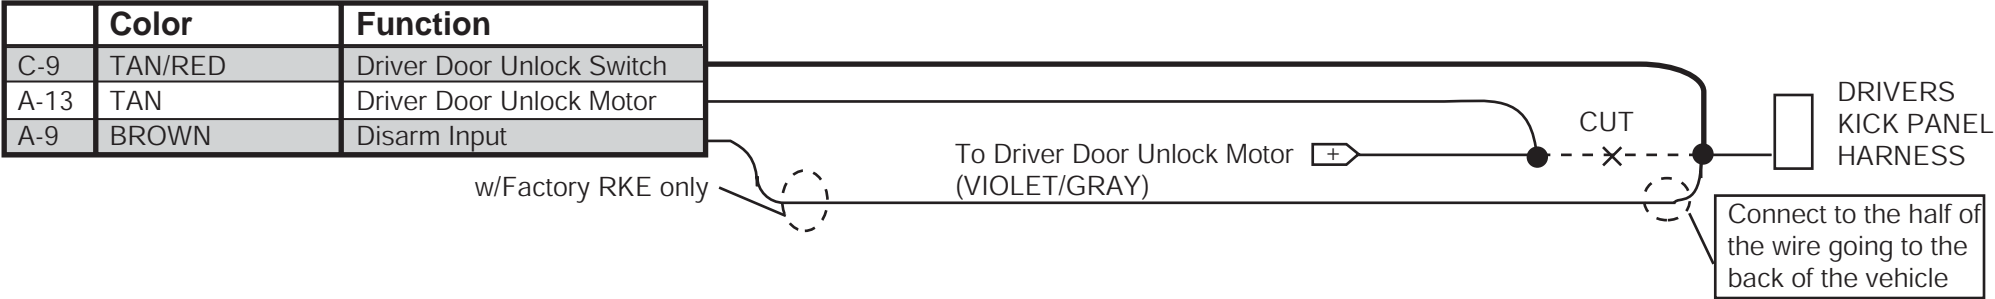 Color Function
C-9 TAN/RED Driver Door Unlock Switch
A-13 TAN Driver Door Unlock Motor
A-9 BROWN Disarm Input
w/Factory RKE only
To Driver Door Unlock Motor +
(VIOLET/GRAY)
CUT
DRIVERS
KICK PANEL
HARNESS
Connect to the half of
the wire going to the
back of the vehicle